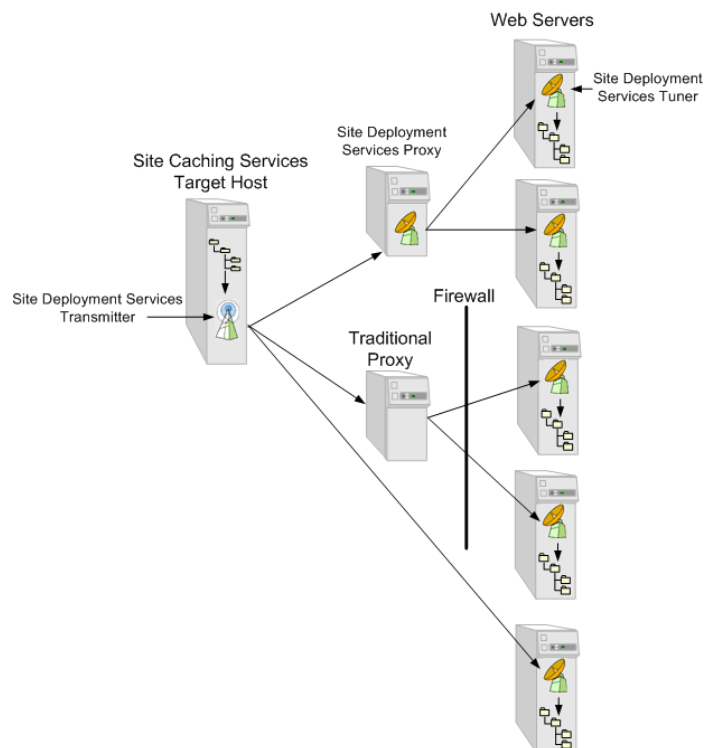 Web Servers
Site Deployment
Services Tuner
Site Deployment
Services Proxy
Site Caching Services
Target Host
Site Deployment Services
Transmitter
Firewall
Traditional
Proxy